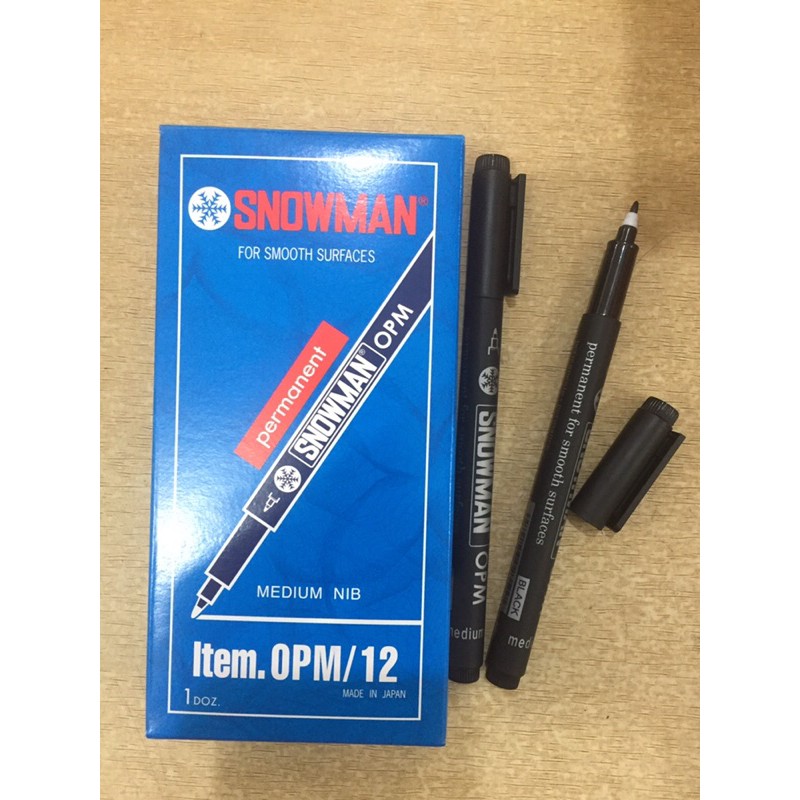 SNOWMAN®
FOR SMOOTH SURFACES
permanent
SNOWMAN® OPM
MEDIUM NIB
Item. OPM/12
MADE IN JAPAN
1 DOZ.
SNOWMAN OPM
medium
permanent for smooth surfaces
BLACK
medi